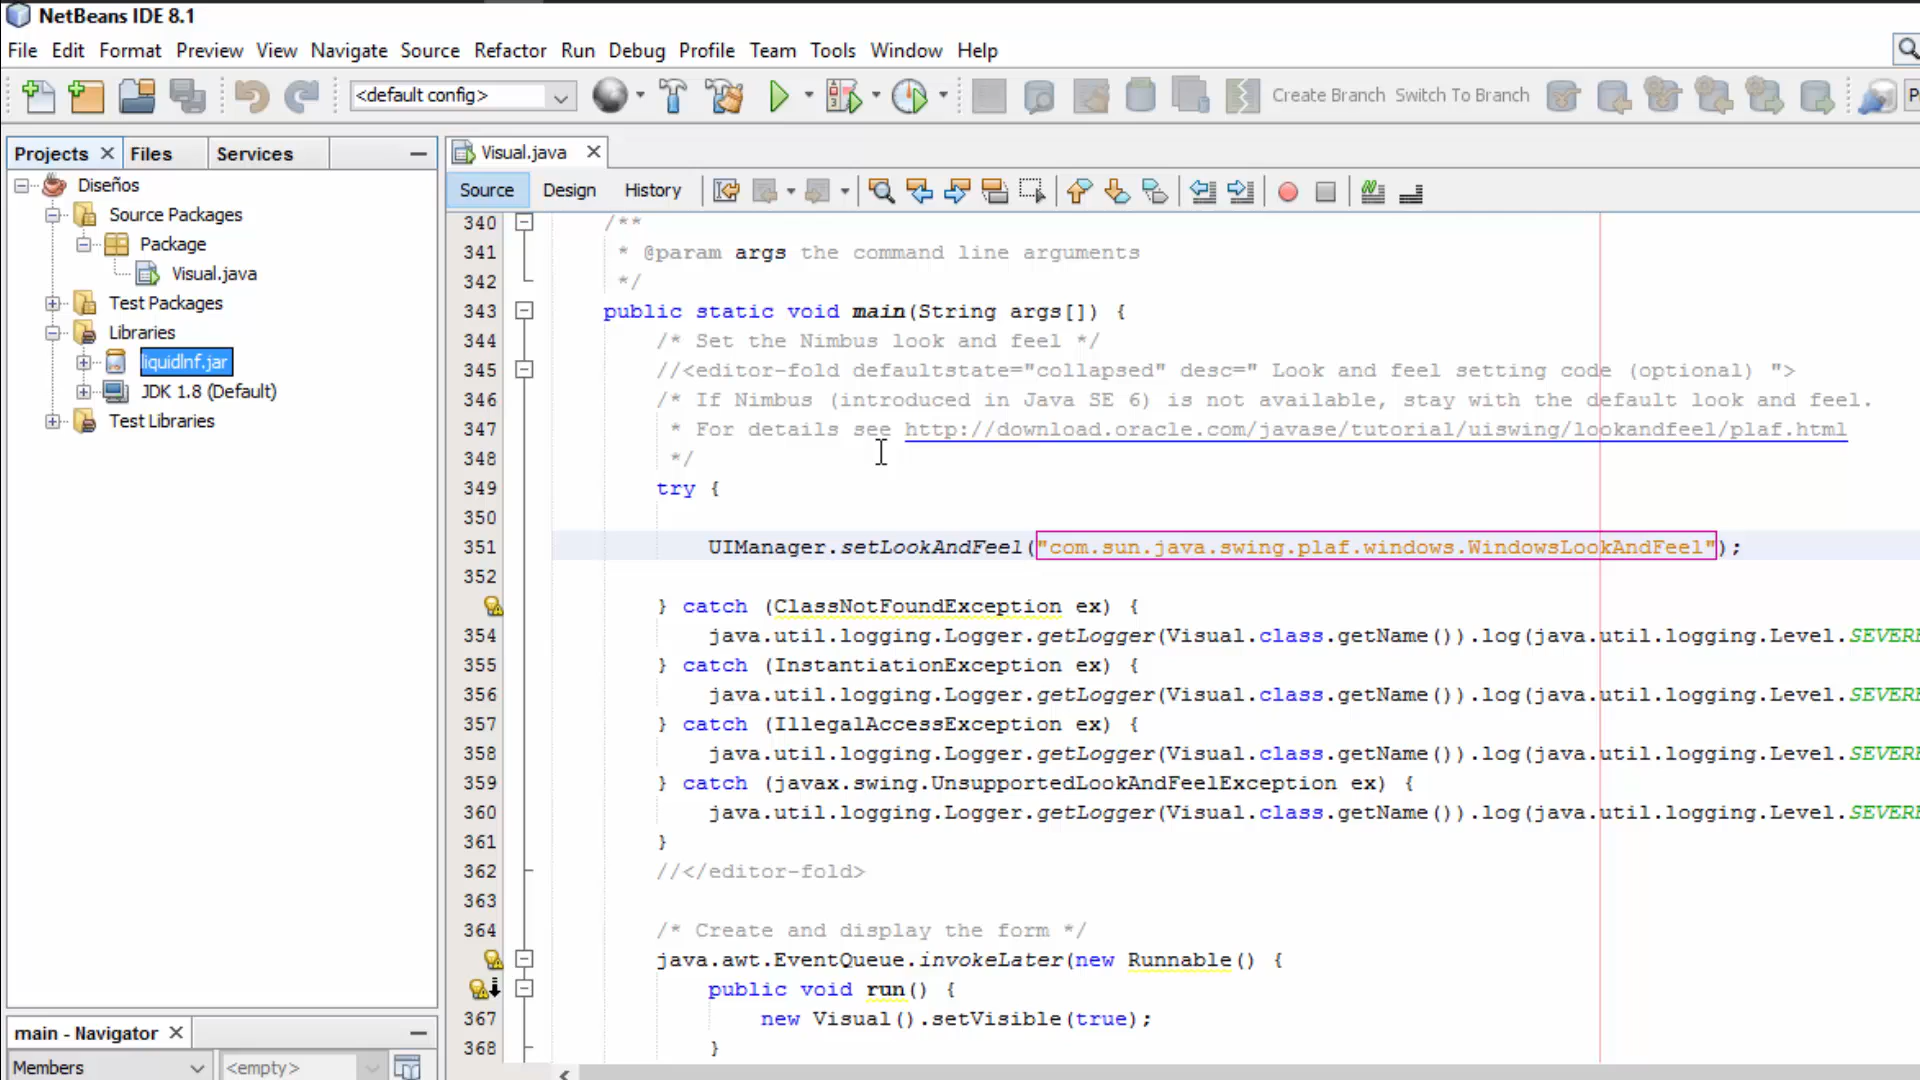 NetBeans IDE 8.1
File Edit Format Preview View Navigate Source Refactor Run Debug Profile Team Tools Window Help
<default config>
Create Branch Switch To Branch
Projects
Files
Services
Diseños
Source Packages
Package
Visual.java
Test Packages
Libraries
liquidlnf.jar
JDK 1.8 (Default)
Test Libraries
main - Navigator
Members
<empty>
Visual.java
Source
Design
History
340 /**
341 * @param args the command line arguments
342 */
343 public static void main(String args[]) {
344 /* Set the Nimbus look and feel */
345 //<editor-fold defaultstate="collapsed" desc=" Look and feel setting code (optional) ">
346 /* If Nimbus (introduced in Java SE 6) is not available, stay with the default look and feel.
347 * For details see http://download.oracle.com/javase/tutorial/uiswing/lookandfeel/plaf.html
348 */
349 try {
350
351 UIManager.setLookAndFeel("com.sun.java.swing.plaf.windows.WindowsLookAndFeel");
352
} catch (ClassNotFoundException ex) {
354 java.util.logging.Logger.getLogger(Visual.class.getName()).log(java.util.logging.Level.SEVERE
355 } catch (InstantiationException ex) {
356 java.util.logging.Logger.getLogger(Visual.class.getName()).log(java.util.logging.Level.SEVERE
357 } catch (IllegalAccessException ex) {
358 java.util.logging.Logger.getLogger(Visual.class.getName()).log(java.util.logging.Level.SEVERE
359 } catch (javax.swing.UnsupportedLookAndFeelException ex) {
360 java.util.logging.Logger.getLogger(Visual.class.getName()).log(java.util.logging.Level.SEVERE
361 }
362 //</editor-fold>
363
364 /* Create and display the form */
java.awt.EventQueue.invokeLater(new Runnable() {
public void run() {
367 new Visual().setVisible(true);
368 }